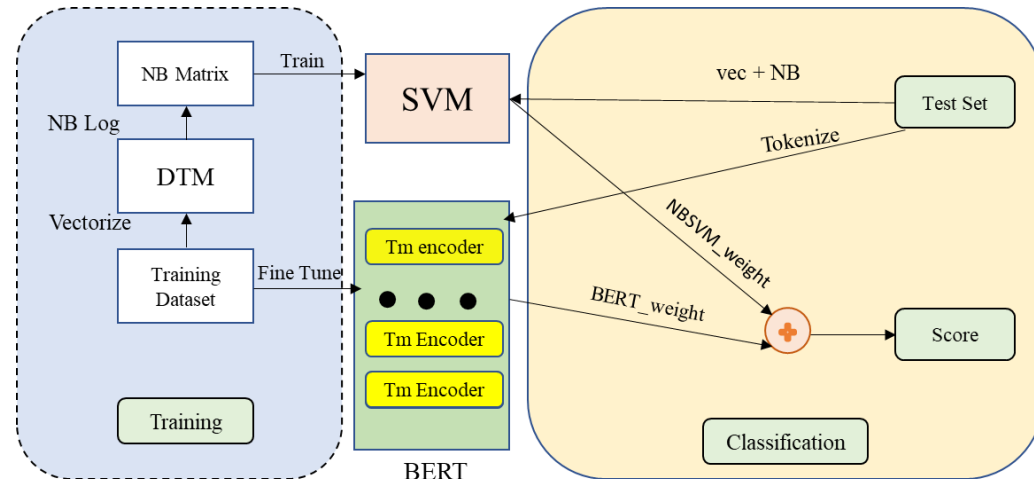 NB Matrix
Train
SVM
vec + NB
Test Set
NB Log
Tokenize
DTM
Vectorize
NBSVM_weight
Tm encoder
Training
Dataset
Fine Tune
BERT_weight
Tm Encoder
Score
Tm Encoder
Training
Classification
BERT